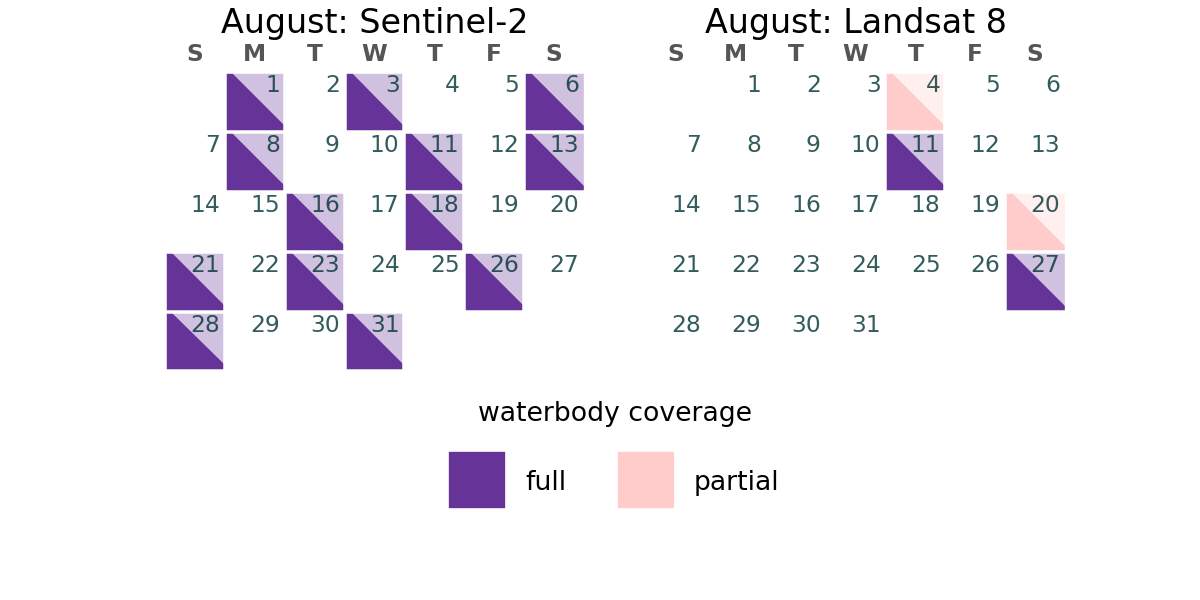 August: Sentinel-2
S M T W T F S
1 2 3 4 5 6
7 8 9 10 11 12 13
14 15 16 17 18 19 20
21 22 23 24 25 26 27
28 29 30 31
August: Landsat 8
S M T W T F S
1 2 3 4 5 6
7 8 9 10 11 12 13
14 15 16 17 18 19 20
21 22 23 24 25 26 27
28 29 30 31
waterbody coverage
full partial